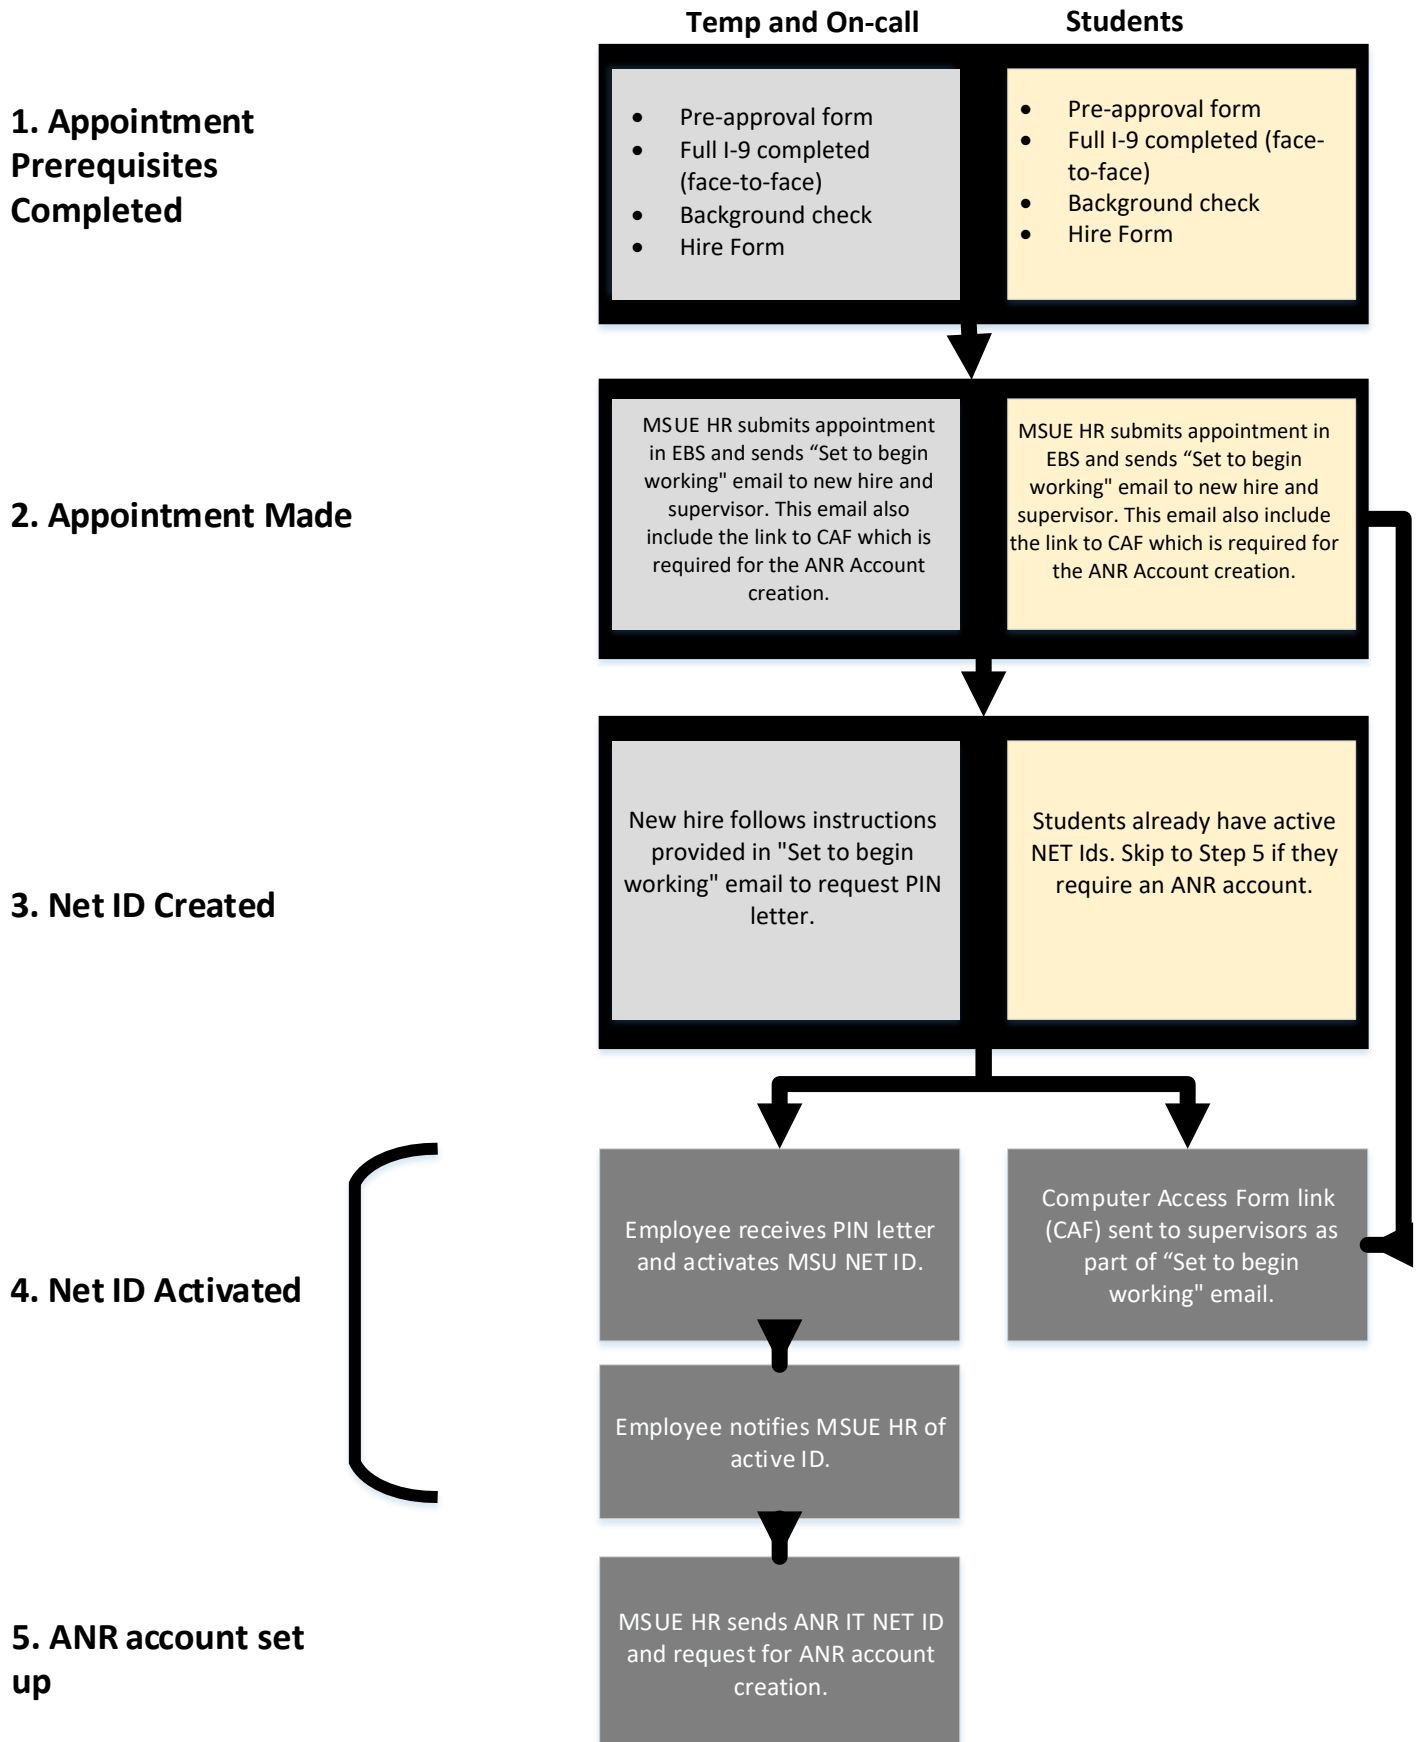 Temp and On-call
Students
1. Appointment
Prerequisites
Completed
• Pre-approval form
• Full I-9 completed
(face-to-face)
• Background check
• Hire Form
• Pre-approval form
• Full I-9 completed (face-
to-face)
• Background check
• Hire Form
2. Appointment Made
MSUE HR submits appointment
in EBS and sends “Set to begin
working" email to new hire and
supervisor. This email also
include the link to CAF which is
required for the ANR Account
creation.
MSUE HR submits appointment in
EBS and sends “Set to begin
working" email to new hire and
supervisor. This email also include
the link to CAF which is required for
the ANR Account creation.
3. Net ID Created
New hire follows instructions
provided in "Set to begin
working" email to request PIN
letter.
Students already have active
NET Ids. Skip to Step 5 if they
require an ANR account.
4. Net ID Activated
Employee receives PIN letter
and activates MSU NET ID.
Computer Access Form link
(CAF) sent to supervisors as
part of “Set to begin
working" email.
Employee notifies MSUE HR of
active ID.
5. ANR account set
up
MSUE HR sends ANR IT NET ID
and request for ANR account
creation.